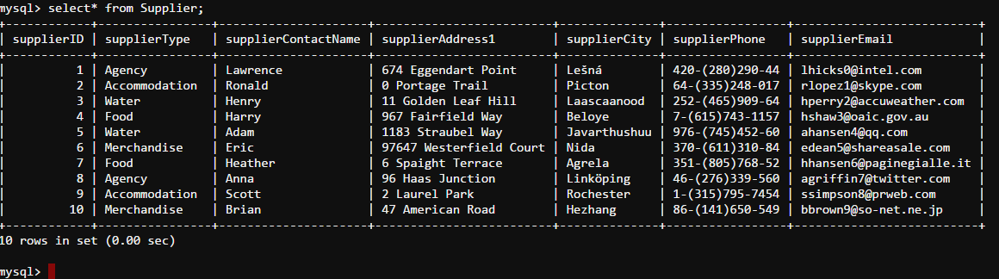 mysql> select* from Supplier;
+------------+---------------+---------------------+------------------------+--------------+-----------------+---------------------------+
| supplierID | supplierType | supplierContactName | supplierAddress1 | supplierCity | supplierPhone | supplierEmail |
+------------+---------------+---------------------+------------------------+--------------+-----------------+---------------------------+
| 1 | Agency | Lawrence | 674 Eggendart Point | Lešná | 420-(280)290-44 | lhicks0@intel.com |
| 2 | Accommodation | Ronald | 0 Portage Trail | Picton | 64-(335)248-017 | rlopez1@skype.com |
| 3 | Water | Henry | 11 Golden Leaf Hill | Laascaanood | 252-(465)909-64 | hperry2@accuweather.com |
| 4 | Food | Harry | 967 Fairfield Way | Beloye | 7-(615)743-1157 | hshaw3@oaic.gov.au |
| 5 | Water | Adam | 1183 Straubel Way | Javarthushuu | 976-(745)452-60 | ahansen4@qq.com |
| 6 | Merchandise | Eric | 97647 Westerfield Court | Nida | 370-(611)310-84 | edean5@shareasale.com |
| 7 | Food | Heather | 6 Spaight Terrace | Agrela | 351-(805)768-52 | hhansen6@paginegialle.it |
| 8 | Agency | Anna | 96 Haas Junction | Linköping | 46-(276)339-560 | agriffin7@twitter.com |
| 9 | Accommodation | Scott | 2 Laurel Park | Rochester | 1-(315)795-7454 | ssimpson8@prweb.com |
| 10 | Merchandise | Brian | 47 American Road | Hezhang | 86-(141)650-549 | bbrown9@so-net.ne.jp |
+------------+---------------+---------------------+------------------------+--------------+-----------------+---------------------------+
10 rows in set (0.00 sec)
mysql>